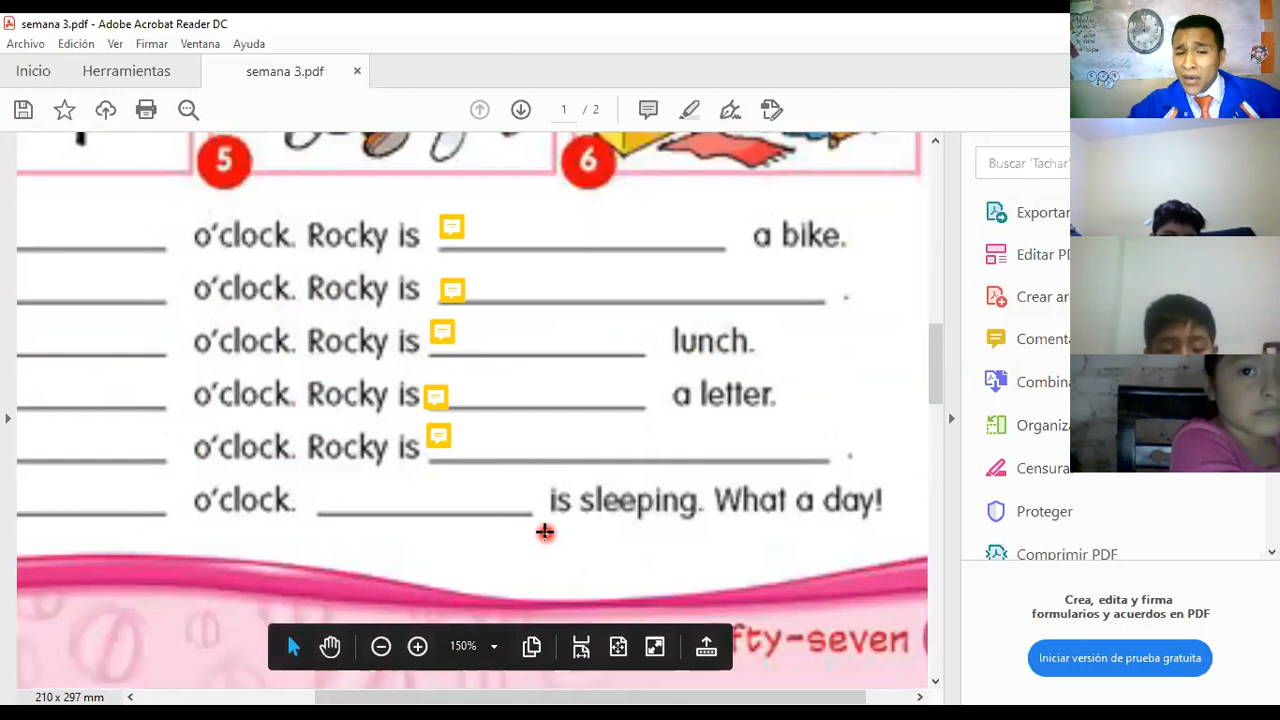 semana 3.pdf - Adobe Acrobat Reader DC
Archivo Edición Ver Firmar Ventana Ayuda
Inicio Herramientas semana 3.pdf ×
1 / 2
Buscar 'Tachar'
5 6
o'clock. Rocky is a bike.
o'clock. Rocky is .
o'clock. Rocky is lunch.
o'clock. Rocky is a letter.
o'clock. Rocky is .
o'clock. is sleeping. What a day!
fty-seven
Exportar
Editar PD
Crear ar
Comenta
Combina
Organiza
Censura
Proteger
Comprimir PDF
Crea, edita y firma
formularios y acuerdos en PDF
Iniciar versión de prueba gratuita
150%
210 x 297 mm